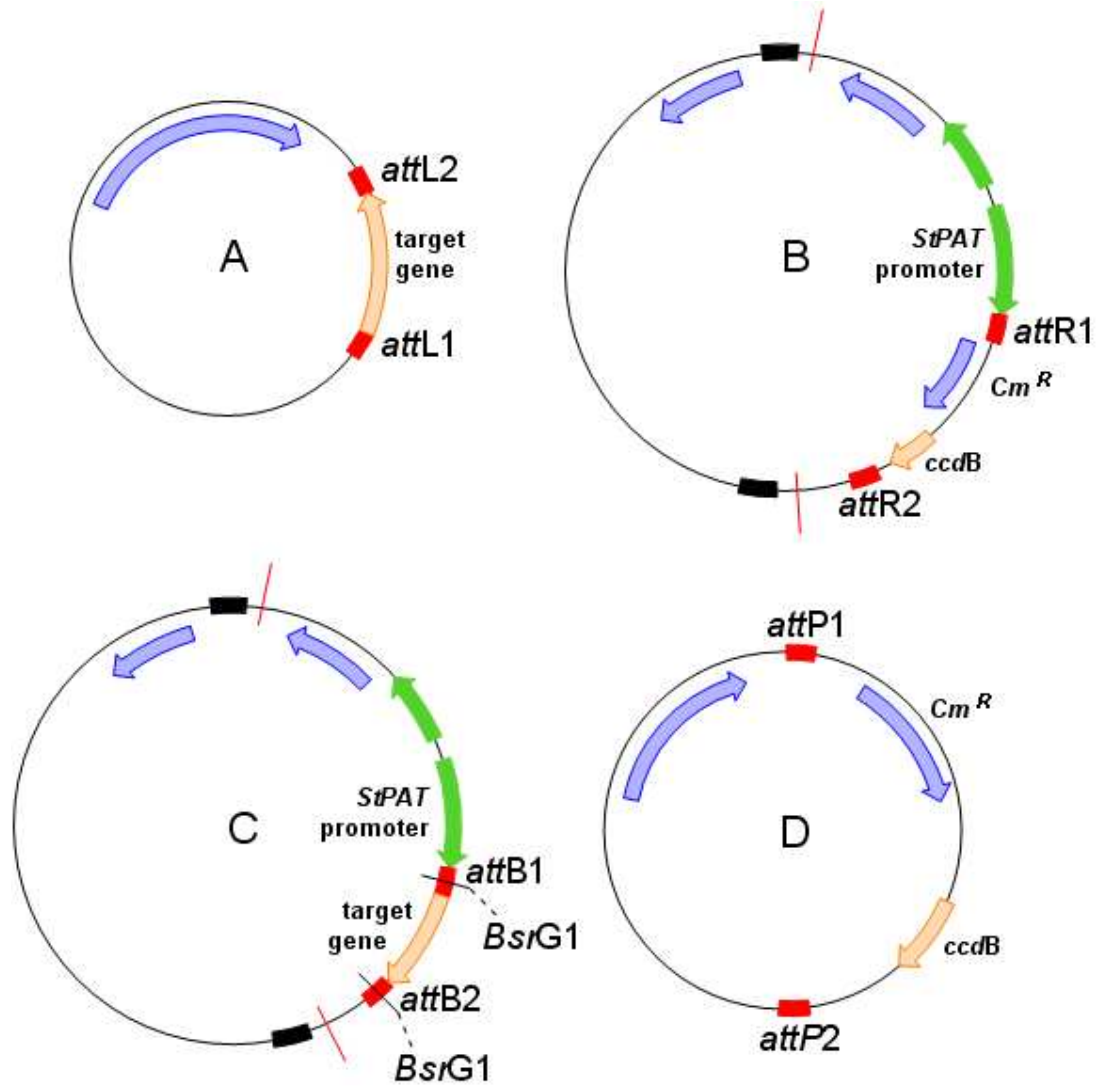 attL2
target
gene
A
attL1
B
StPAT
promoter
attR1
Cm R
ccdB
attR2
C
StPAT
promoter
attB1
target
gene
BsrG1
attB2
BsrG1
attP1
Cm R
D
ccdB
attP2